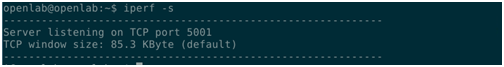 openlab@openlab:~$ iperf -s
------------------------------------------------------------
Server listening on TCP port 5001
TCP window size: 85.3 KByte (default)
------------------------------------------------------------